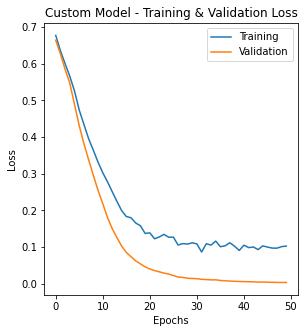 Custom Model - Training & Validation Loss
Training
Validation
0.7
0.6
0.5
0.4
0.3
0.2
0.1
0.0
Loss
0 10 20 30 40 50
Epochs